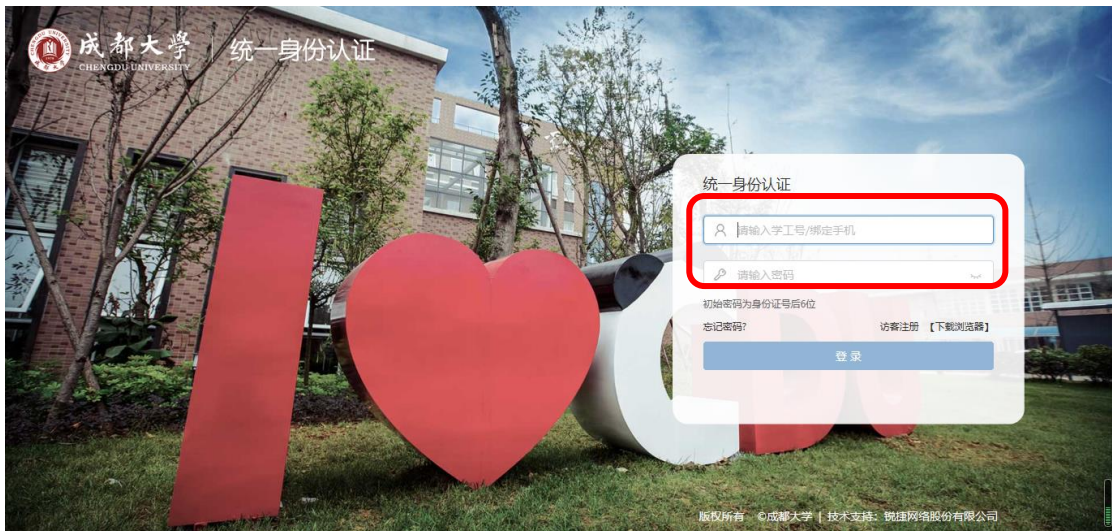 成都大學
CHENGDU UNIVERSITY
统一身份认证
统一身份认证
请输入学工号/绑定手机
请输入密码
初始密码为身份证号后6位
忘记密码?
访客注册 【下载浏览器】
登 录
I
CDU
版权所有 ©成都大学 | 技术支持：锐捷网络股份有限公司